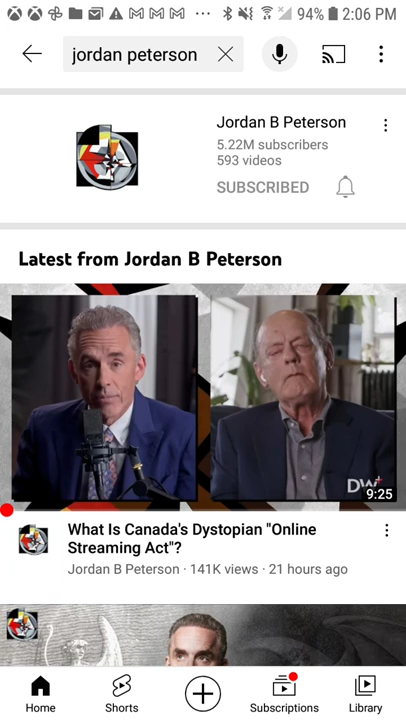 94% 2:06 PM
jordan peterson
Jordan B Peterson
5.22M subscribers
593 videos
SUBSCRIBED
Latest from Jordan B Peterson
DW+
9:25
What Is Canada's Dystopian "Online
Streaming Act"?
Jordan B Peterson · 141K views · 21 hours ago
Home
Shorts
Subscriptions
Library